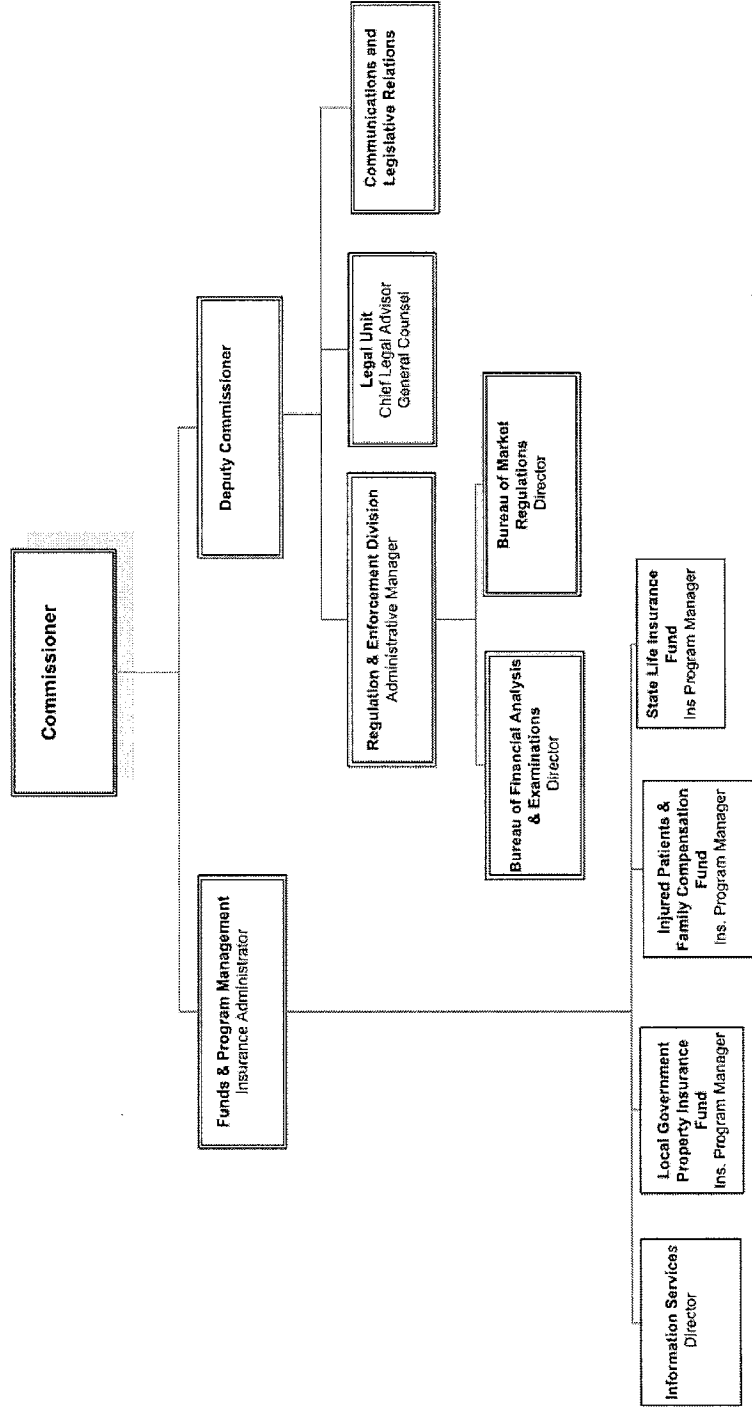 Commissioner
Funds & Program Management
Insurance Administrator
Deputy Commissioner
Regulation & Enforcement Division
Administrative Manager
Legal Unit
Chief Legal Advisor
General Counsel
Communications and
Legislative Relations
Bureau of Financial Analysis
& Examinations
Director
Bureau of Market
Regulations
Director
Information Services
Director
Local Government
Property Insurance
Fund
Ins. Program Manager
Injured Patients &
Family Compensation
Fund
Ins. Program Manager
State Life Insurance
Fund
Ins Program Manager